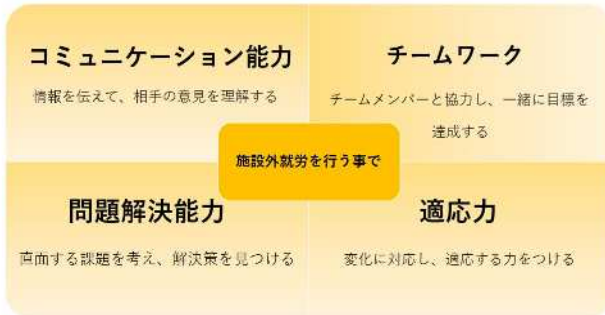 コミュニケーション能力
情報を伝えて、相手の意見を理解する
チームワーク
チームメンバーと協力し、一緒に目標を
達成する
施設外就労を行う事で
問題解決能力
直面する課題を考え、解決策を見つける
適応力
変化に対応し、適応する力をつける